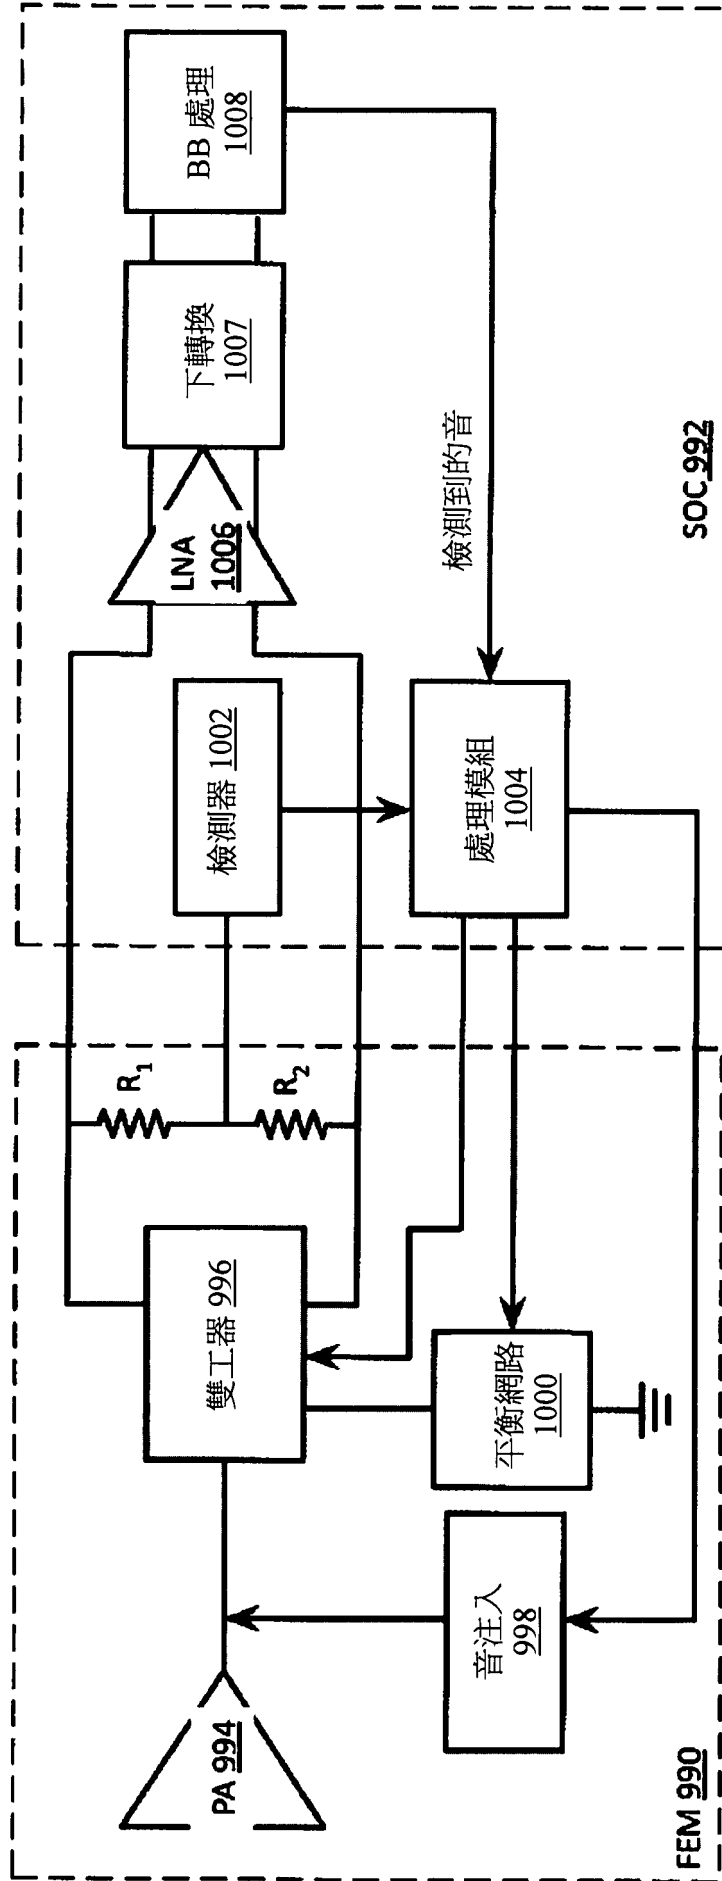 PA 994
音注入
998
雙工器 996
平衡網路
1000
R1
R2
FEM 990
檢測器 1002
處理模組
1004
LNA
1006
下轉換
1007
BB 處理
1008
檢測到的音
SOC 992